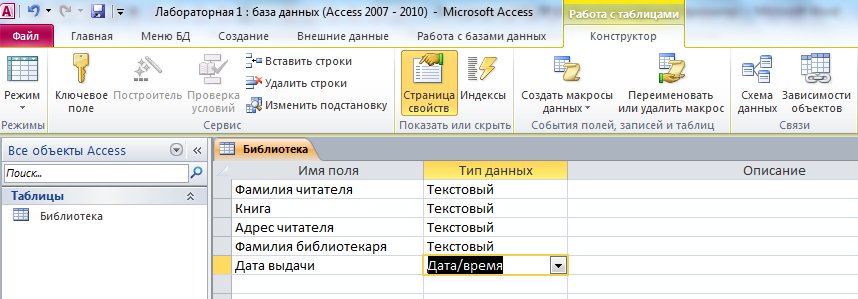 Лабораторная 1 : база данных (Access 2007 - 2010) - Microsoft Access
Работа с таблицами
Файл Главная Меню БД Создание Внешние данные Работа с базами данных Конструктор
Режим
Ключевое поле
Построитель
Проверка условий
Вставить строки
Удалить строки
Изменить подстановку
Страница свойств
Индексы
Создать макросы данных
Переименовать или удалить макрос
Схема данных
Зависимости объектов
Режимы Сервис Показать или скрыть События полей, записей и таблиц Связи
Все объекты Access
Поиск...
Таблицы
Библиотека
Библиотека
Имя поля Тип данных Описание
Фамилия читателя Текстовый
Книга Текстовый
Адрес читателя Текстовый
Фамилия библиотекаря Текстовый
Дата выдачи Дата/время